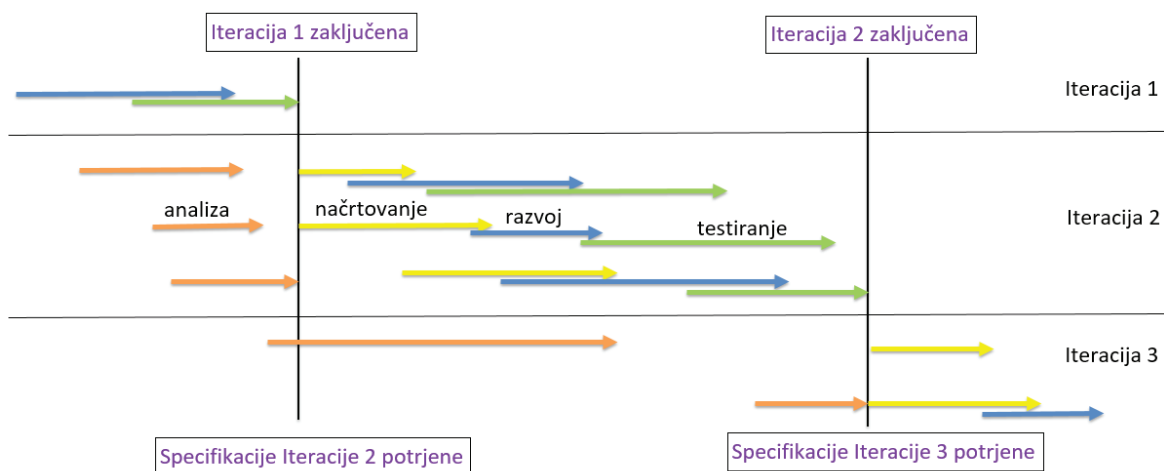 Iteracija 1 zaključena
Iteracija 2 zaključena
Iteracija 1
analiza
načrtovanje
razvoj
testiranje
Iteracija 2
Iteracija 3
Specifikacije Iteracije 2 potrjene
Specifikacije Iteracije 3 potrjene